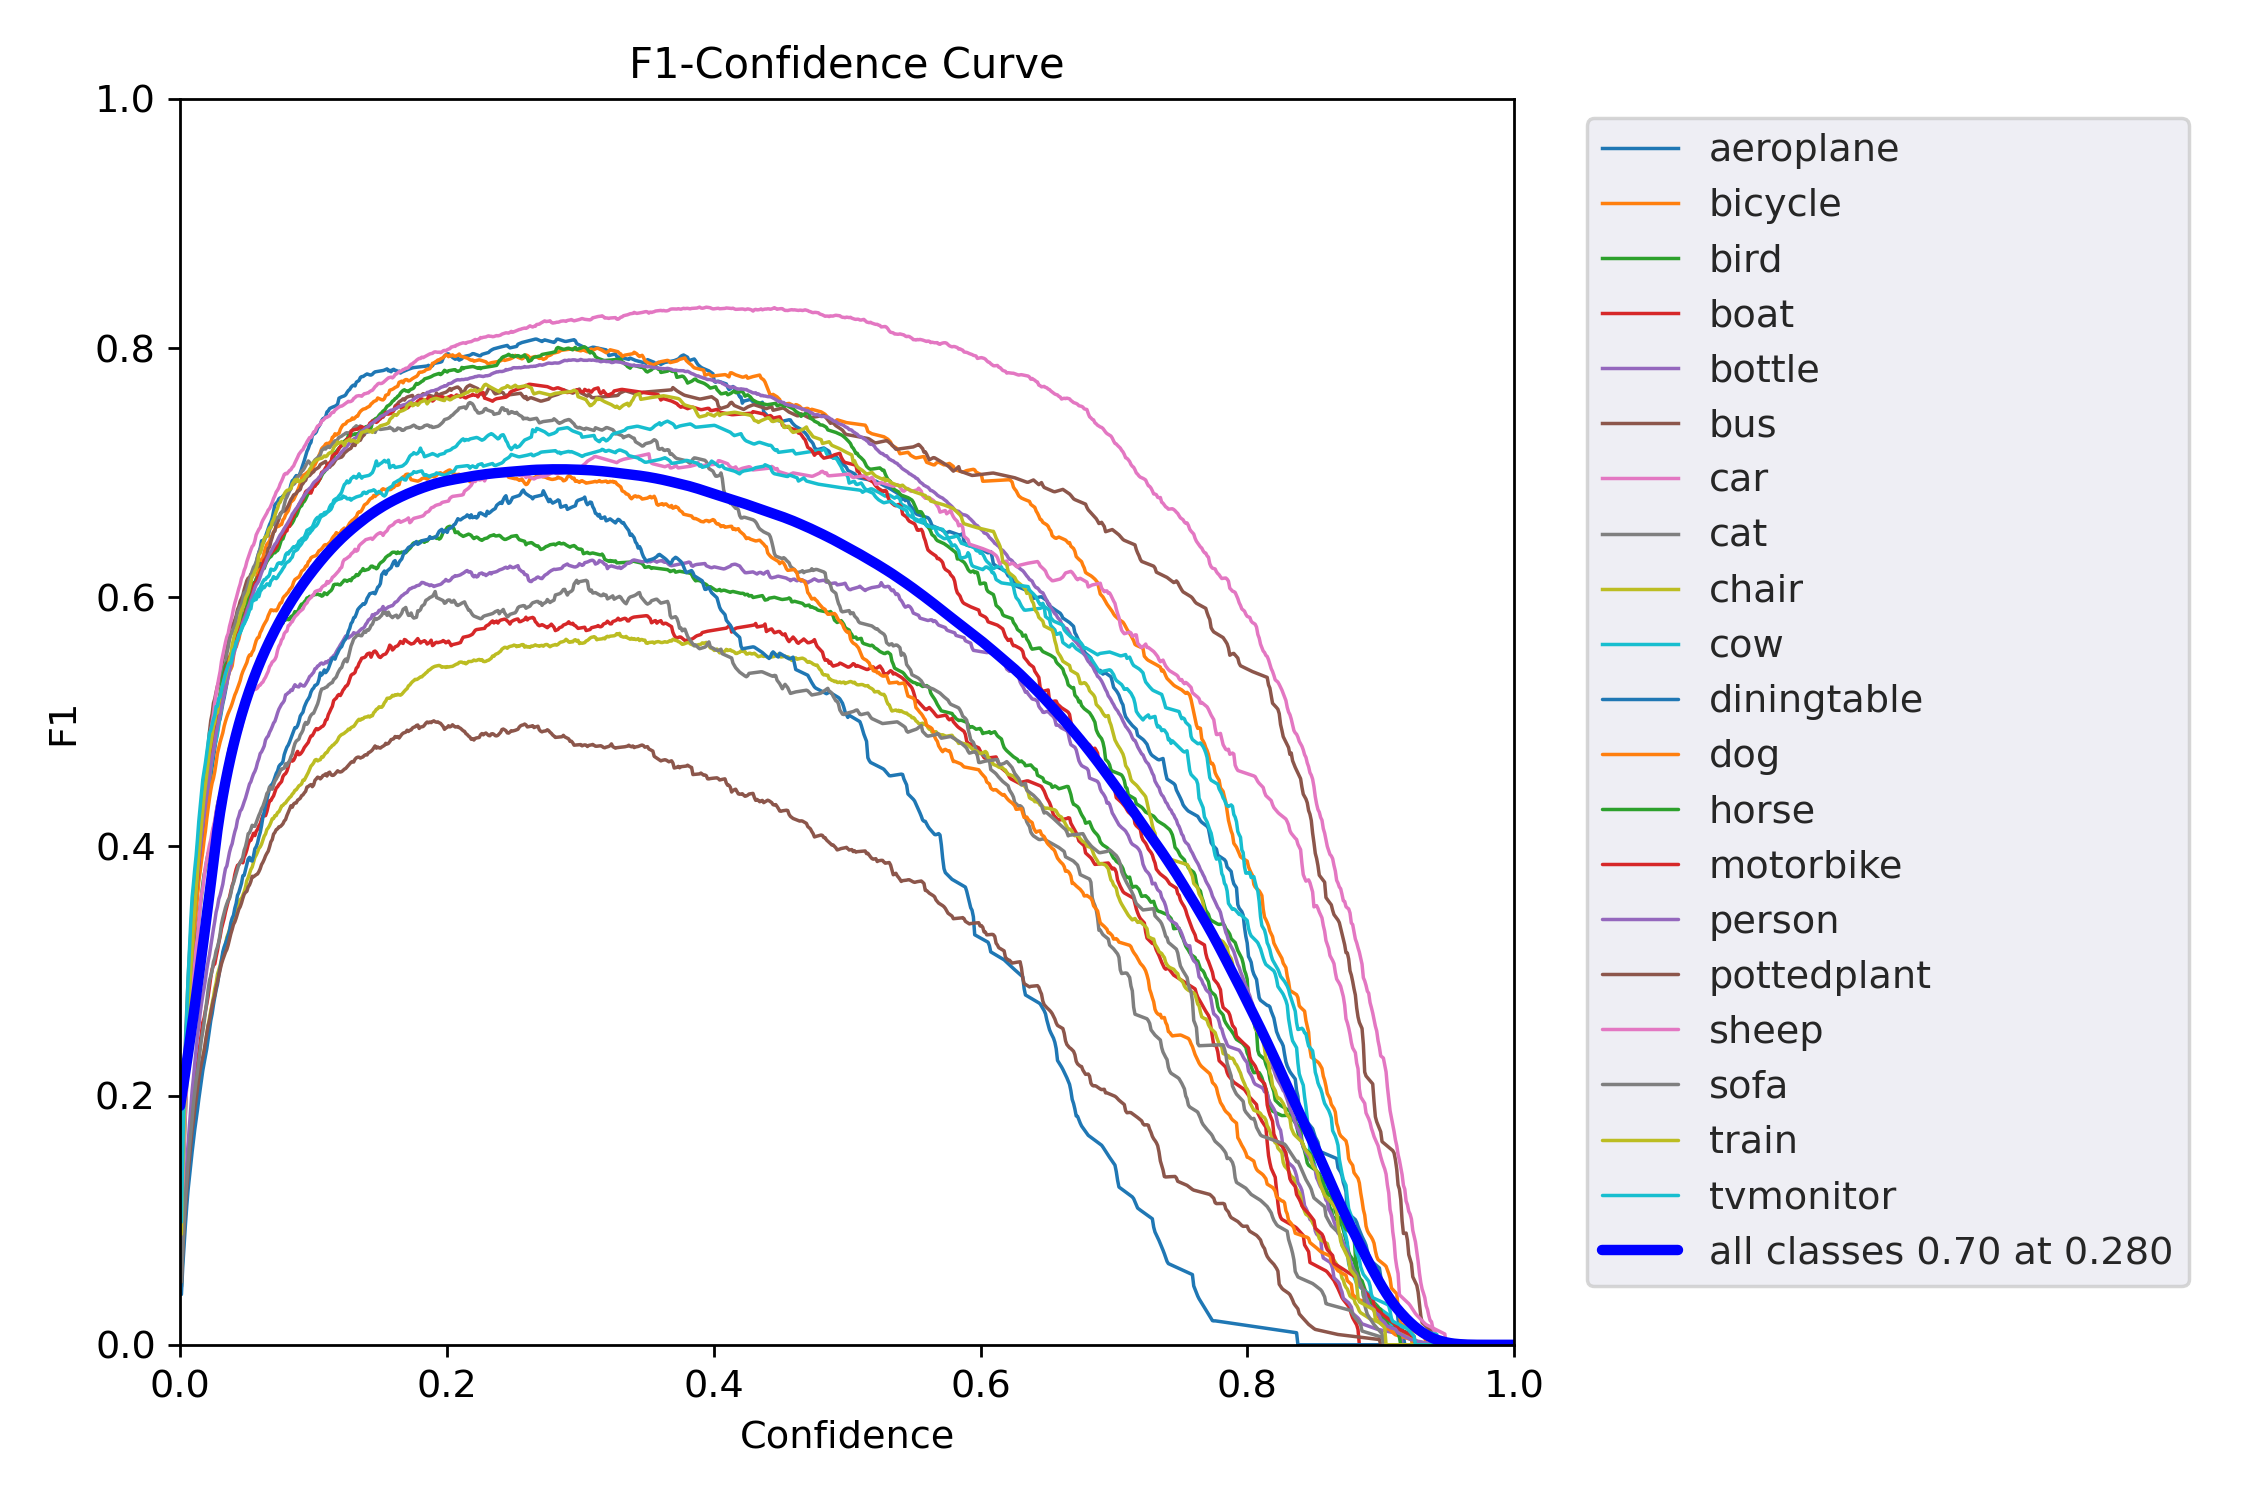 F1-Confidence Curve
1.0
0.8
0.6
0.4
0.2
0.0
F1
0.0 0.2 0.4 0.6 0.8 1.0
Confidence
aeroplane
bicycle
bird
boat
bottle
bus
car
cat
chair
cow
diningtable
dog
horse
motorbike
person
pottedplant
sheep
sofa
train
tvmonitor
all classes 0.70 at 0.280